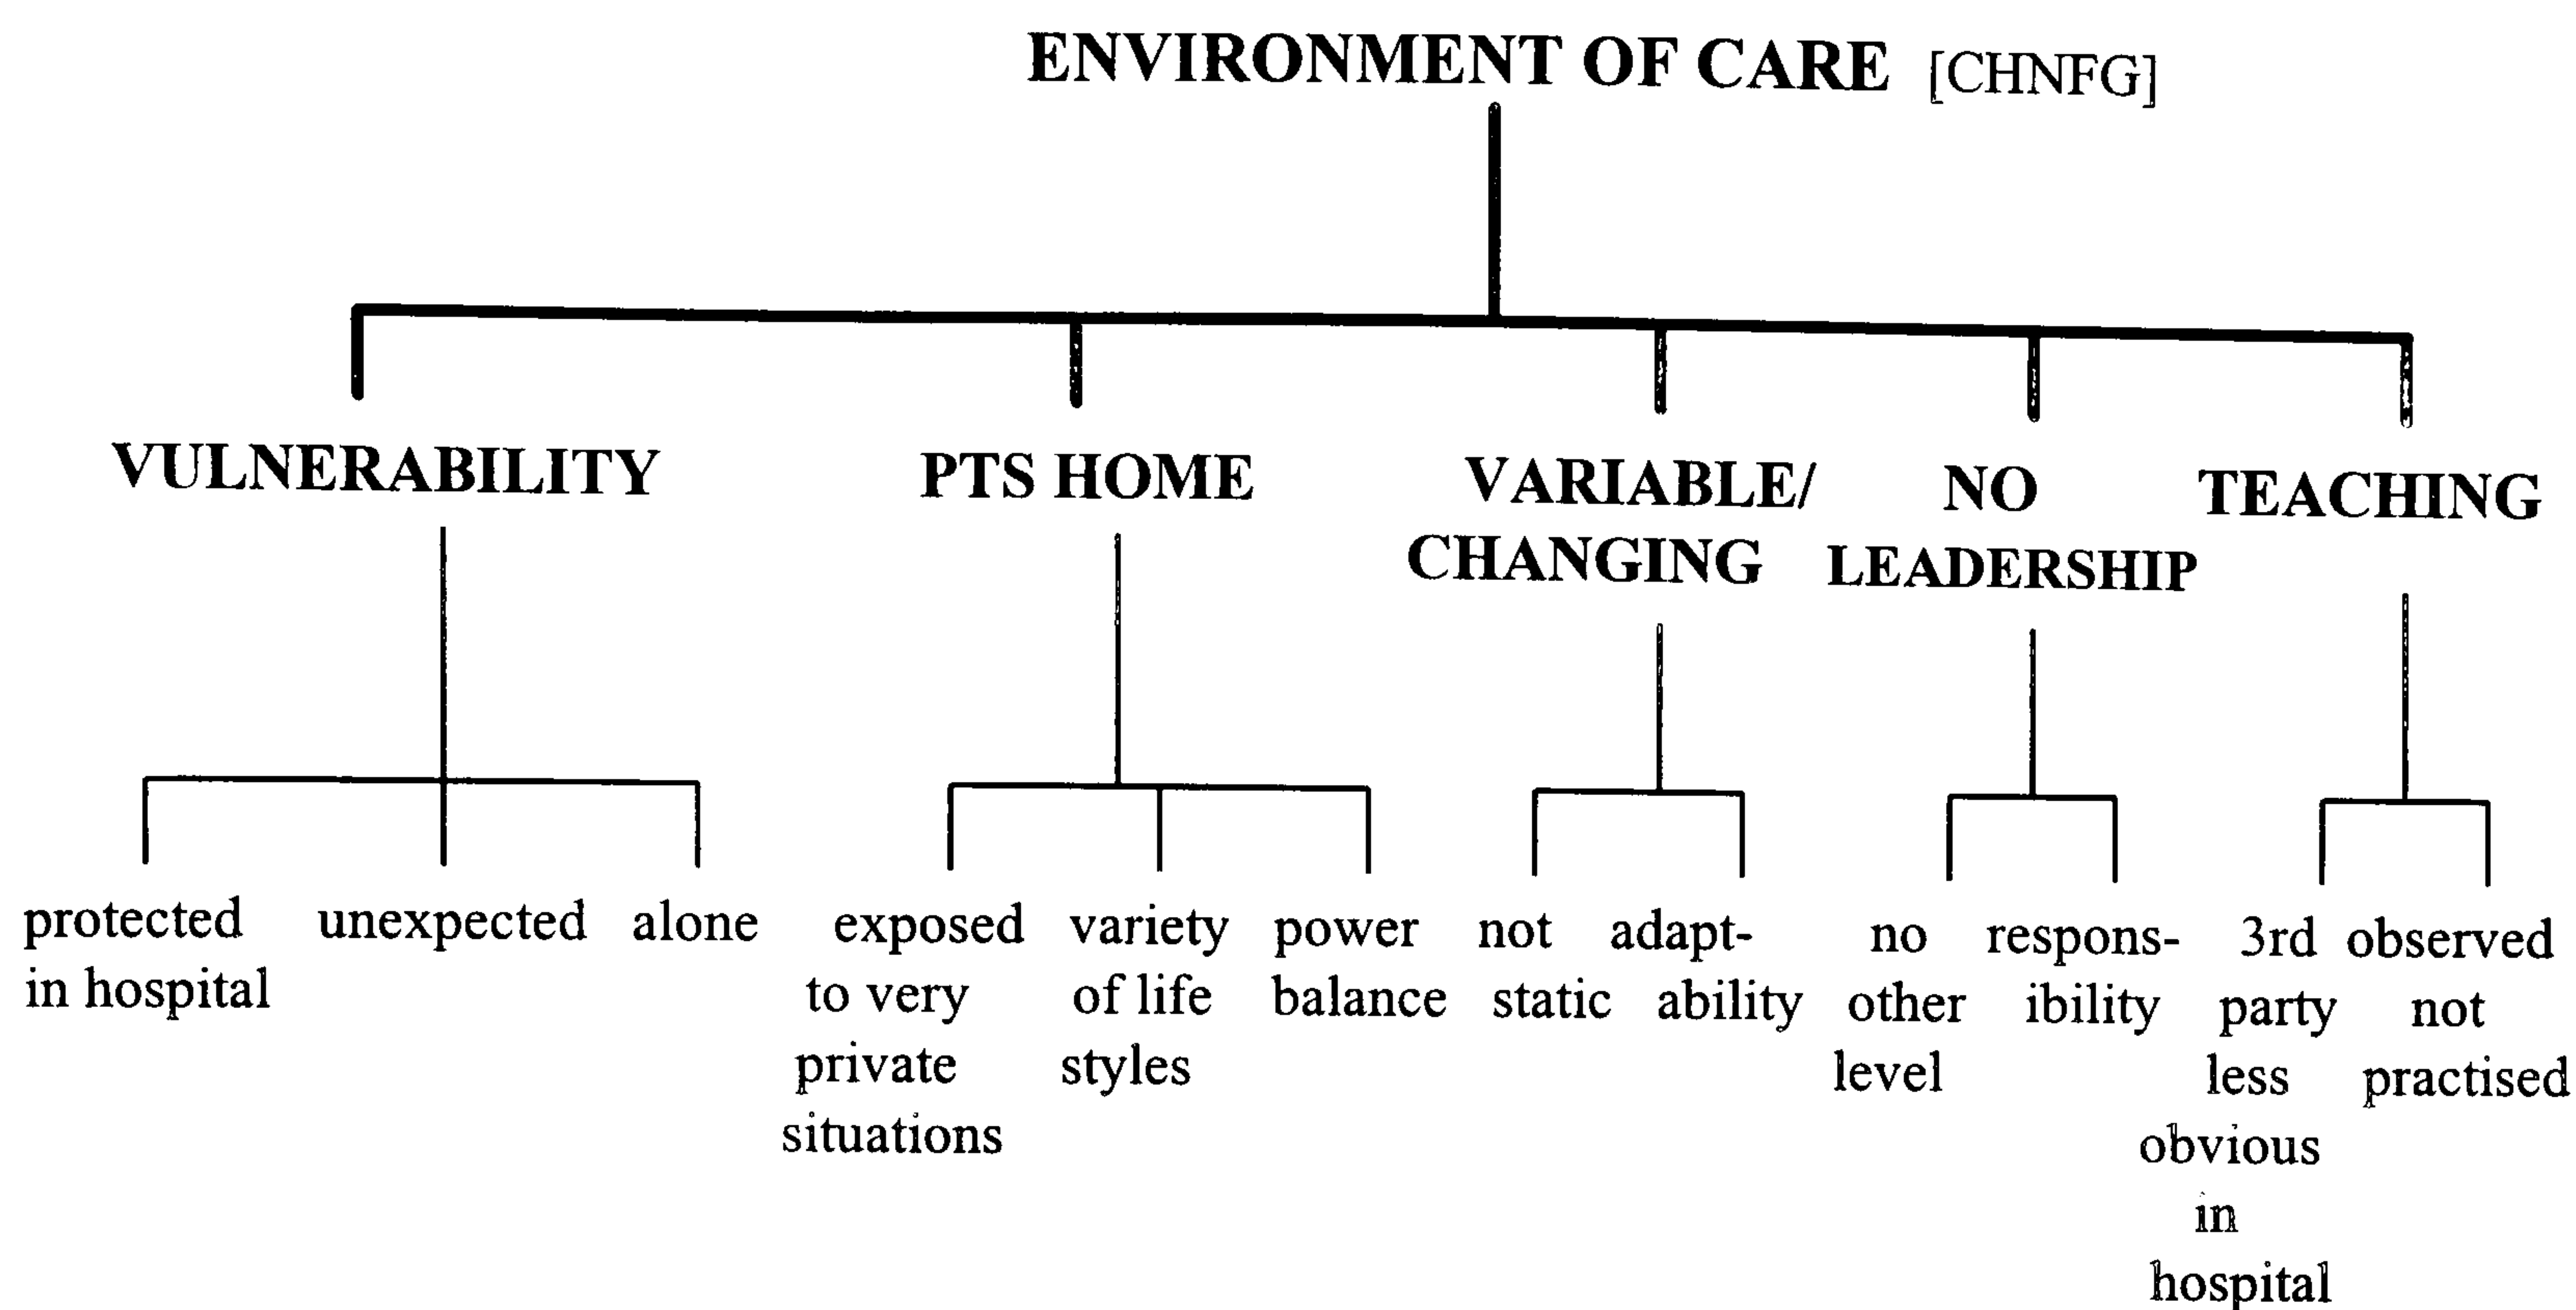 ENVIRONMENT OF CARE [CHNFG]
VULNERABILITY
PTS HOME
VARIABLE/
CHANGING
NO
LEADERSHIP
TEACHING
protected
in hospital
unexpected
alone
exposed
to very
private
situations
variety
of life
styles
power
balance
not
static
adapt-
ability
no
other
level
respons-
ibility
3rd
party
less
obvious
in
hospital
observed
not
practised